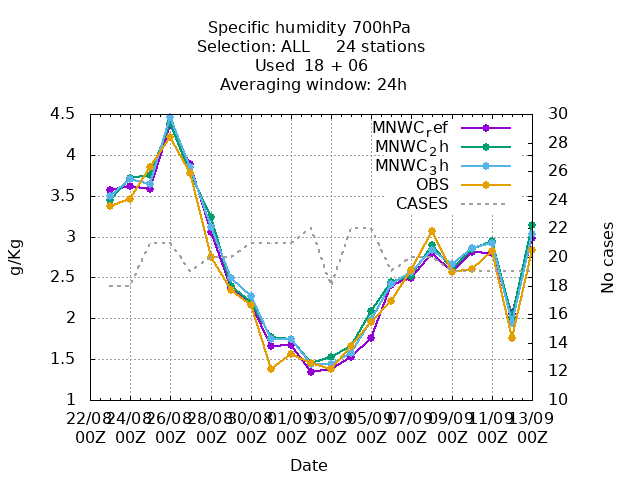 Specific humidity 700hPa
Selection: ALL 24 stations
Used 18 + 06
Averaging window: 24h
4.5
4
3.5
3
2.5
2
1.5
1
g/Kg
MNWCref
MNWC2h
MNWC3h
OBS
CASES
30
28
26
24
22
20
18
16
14
12
10
No cases
22/08 24/08 26/08 28/08 30/08 01/09 03/09 05/09 07/09 09/09 11/09 13/09
00Z 00Z 00Z 00Z 00Z 00Z 00Z 00Z 00Z 00Z 00Z 00Z
Date